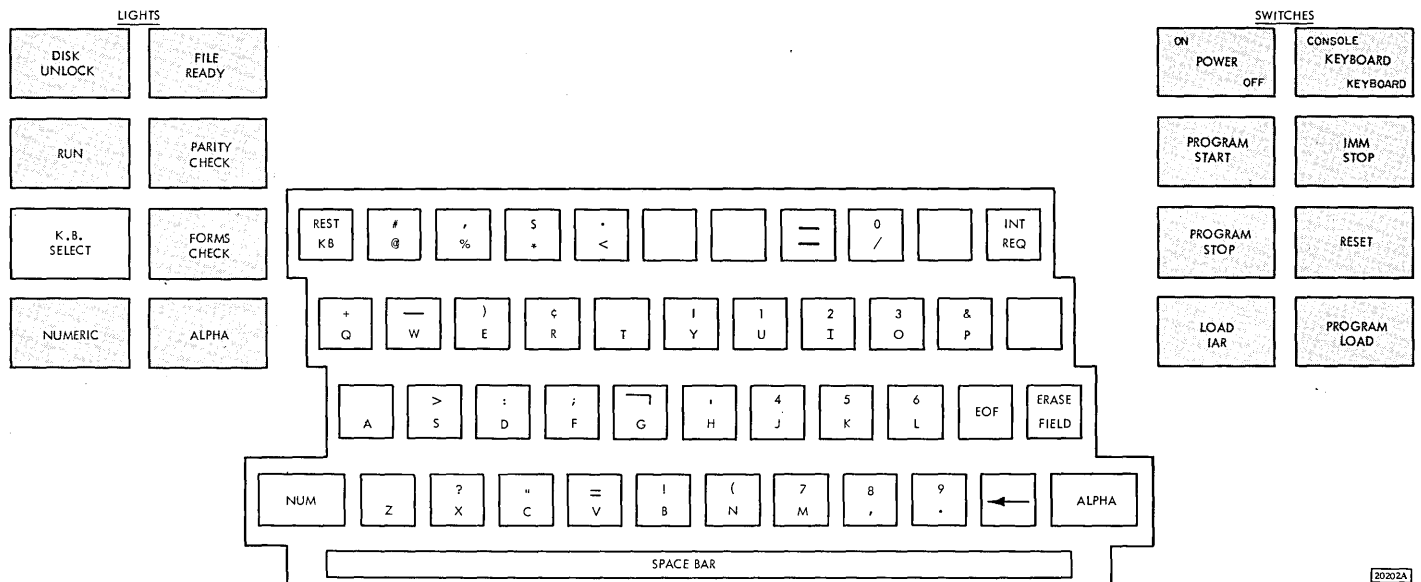 LIGHTS
DISK
UNLOCK
FILE
READY
RUN
PARITY
CHECK
K.B.
SELECT
FORMS
CHECK
NUMERIC
ALPHA
SWITCHES
ON
POWER
OFF
CONSOLE
KEYBOARD
KEYBOARD
PROGRAM
START
IMM
STOP
PROGRAM
STOP
RESET
LOAD
IAR
PROGRAM
LOAD
REST
KB
#
@
,
%
$
*
.
<
0
/
INT
REQ
+
Q
—
W
)
E
¢
R
T
|
Y
1
U
2
I
3
O
&
P
A
>
S
:
D
;
F
¬
G
'
H
4
J
5
K
6
L
EOF
ERASE
FIELD
NUM
Z
?
X
"
C
=
V
!
B
(
N
7
M
8
,
9
.
←
ALPHA
SPACE BAR
20202A